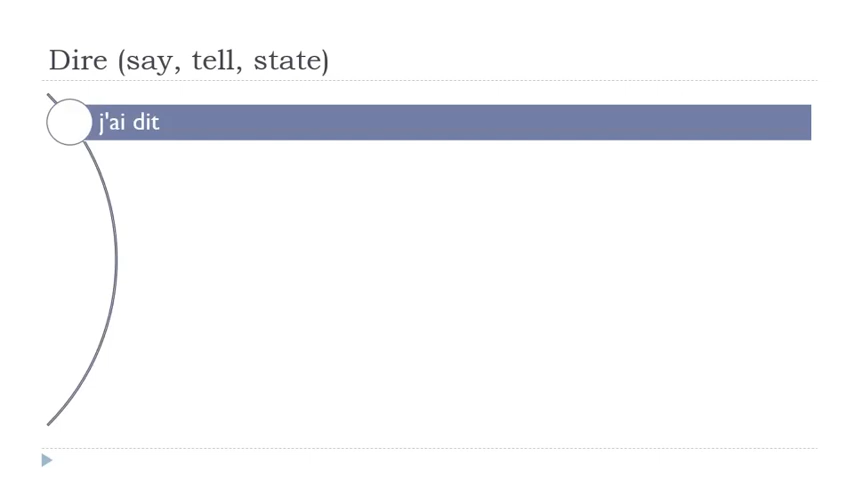 Dire (say, tell, state)
j'ai dit